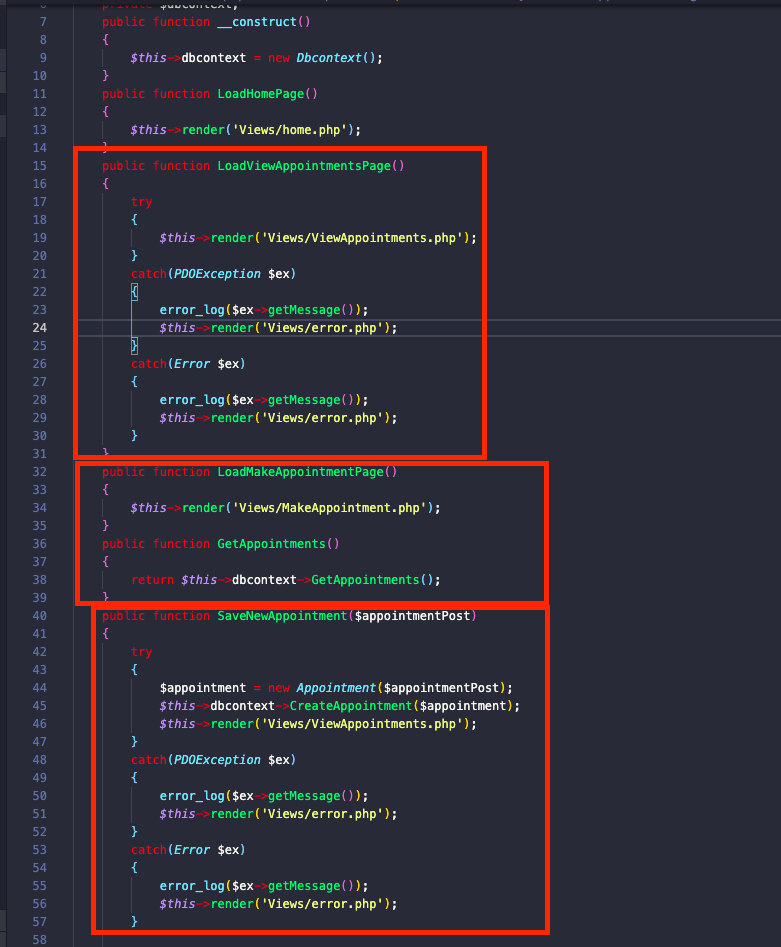 6 private $dbcontext;
7 public function __construct()
8 {
9 $this->dbcontext = new Dbcontext();
10 }
11 public function LoadHomePage()
12 {
13 $this->render('Views/home.php');
14 }
15 public function LoadViewAppointmentsPage()
16 {
17 try
18 {
19 $this->render('Views/ViewAppointments.php');
20 }
21 catch(PDOException $ex)
22 {
23 error_log($ex->getMessage());
24 $this->render('Views/error.php');
25 }
26 catch(Error $ex)
27 {
28 error_log($ex->getMessage());
29 $this->render('Views/error.php');
30 }
31 }
32 public function LoadMakeAppointmentPage()
33 {
34 $this->render('Views/MakeAppointment.php');
35 }
36 public function GetAppointments()
37 {
38 return $this->dbcontext->GetAppointments();
39 }
40 public function SaveNewAppointment($appointmentPost)
41 {
42 try
43 {
44 $appointment = new Appointment($appointmentPost);
45 $this->dbcontext->CreateAppointment($appointment);
46 $this->render('Views/ViewAppointments.php');
47 }
48 catch(PDOException $ex)
49 {
50 error_log($ex->getMessage());
51 $this->render('Views/error.php');
52 }
53 catch(Error $ex)
54 {
55 error_log($ex->getMessage());
56 $this->render('Views/error.php');
57 }
58